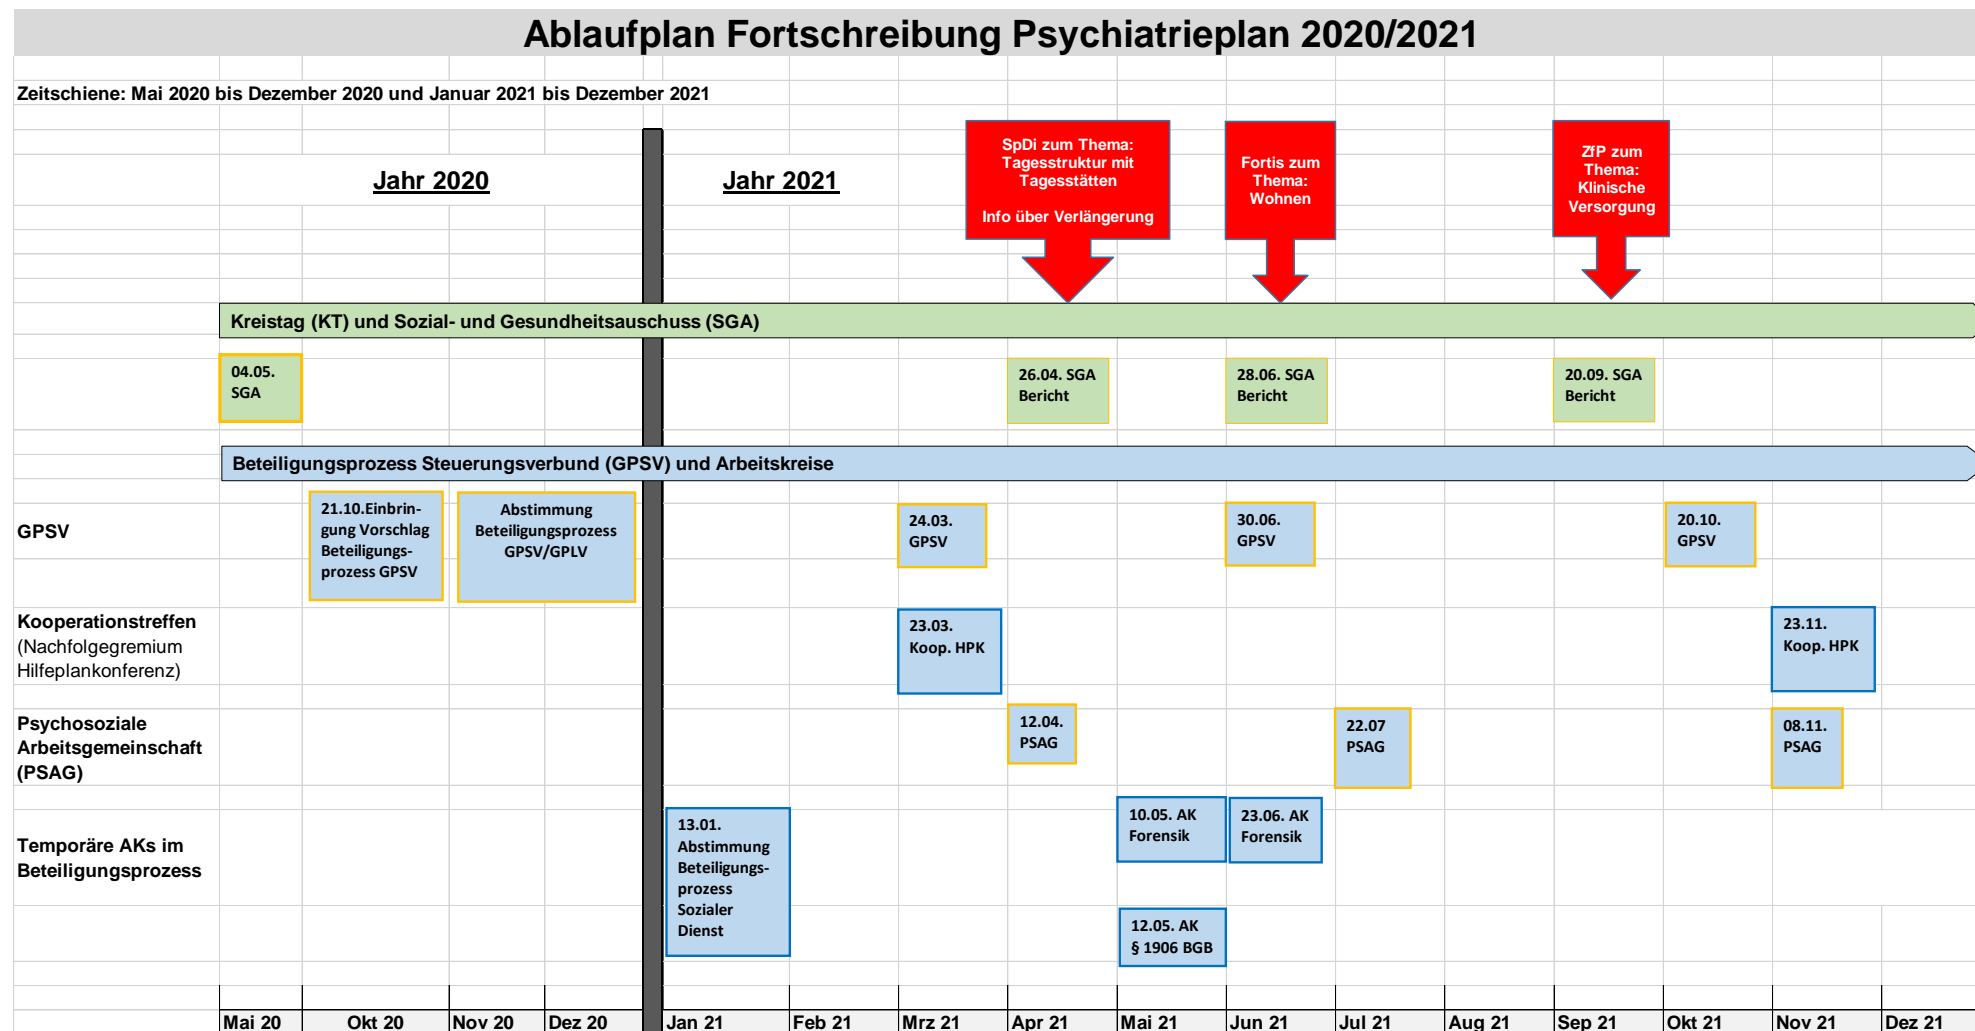 Ablaufplan Fortschreibung Psychiatrieplan 2020/2021
Zeitschiene: Mai 2020 bis Dezember 2020 und Januar 2021 bis Dezember 2021
Jahr 2020
Jahr 2021
SpDi zum Thema:
Tagesstruktur mit
Tagesstätten
Info über Verlängerung
Fortis zum
Thema:
Wohnen
ZfP zum
Thema:
Klinische
Versorgung
Kreistag (KT) und Sozial- und Gesundheitsauschuss (SGA)
04.05.
SGA
26.04. SGA
Bericht
28.06. SGA
Bericht
20.09. SGA
Bericht
Beteiligungsprozess Steuerungsverbund (GPSV) und Arbeitskreise
GPSV
21.10.Einbrin-
gung Vorschlag
Beteiligungs-
prozess GPSV
Abstimmung
Beteiligungsprozess
GPSV/GPLV
24.03.
GPSV
30.06.
GPSV
20.10.
GPSV
Kooperationstreffen
(Nachfolgegremium
Hilfeplankonferenz)
23.03.
Koop. HPK
23.11.
Koop. HPK
Psychosoziale
Arbeitsgemeinschaft
(PSAG)
12.04.
PSAG
22.07
PSAG
08.11.
PSAG
Temporäre AKs im
Beteiligungsprozess
13.01.
Abstimmung
Beteiligungs-
prozess
Sozialer
Dienst
10.05. AK
Forensik
23.06. AK
Forensik
12.05. AK
§ 1906 BGB
Mai 20 Okt 20 Nov 20 Dez 20 Jan 21 Feb 21 Mrz 21 Apr 21 Mai 21 Jun 21 Jul 21 Aug 21 Sep 21 Okt 21 Nov 21 Dez 21